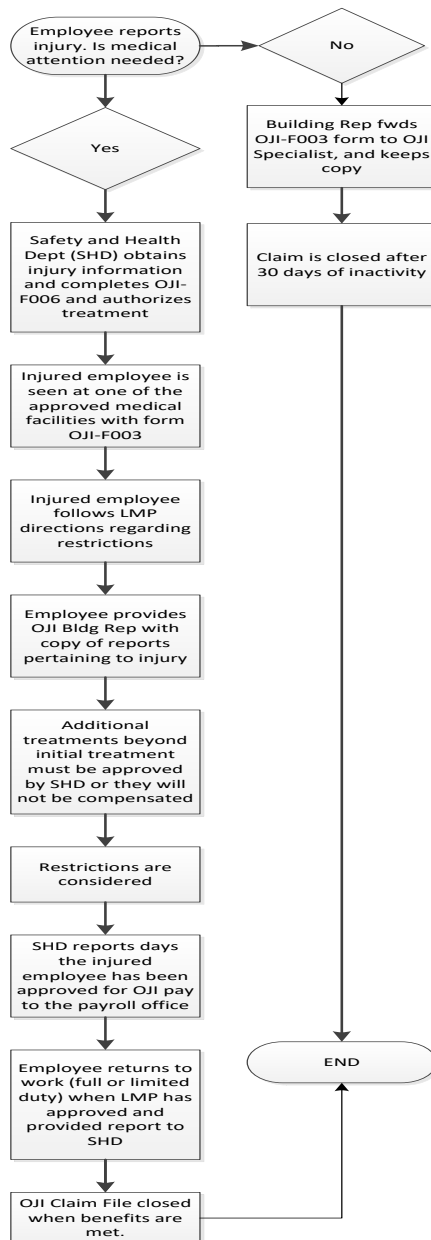 Employee reports
injury. Is medical
attention needed?
No
Yes
Building Rep fwds
OJI-F003 form to OJI
Specialist, and keeps
copy
Safety and Health
Dept (SHD) obtains
injury information
and completes OJI-
F006 and authorizes
treatment
Claim is closed after
30 days of inactivity
Injured employee is
seen at one of the
approved medical
facilities with form
OJI-F003
Injured employee
follows LMP
directions regarding
restrictions
Employee provides
OJI Bldg Rep with
copy of reports
pertaining to injury
Additional
treatments beyond
initial treatment
must be approved
by SHD or they will
not be compensated
Restrictions are
considered
SHD reports days
the injured
employee has been
approved for OJI pay
to the payroll office
Employee returns to
work (full or limited
duty) when LMP has
approved and
provided report to
SHD
END
OJI Claim File closed
when benefits are
met.